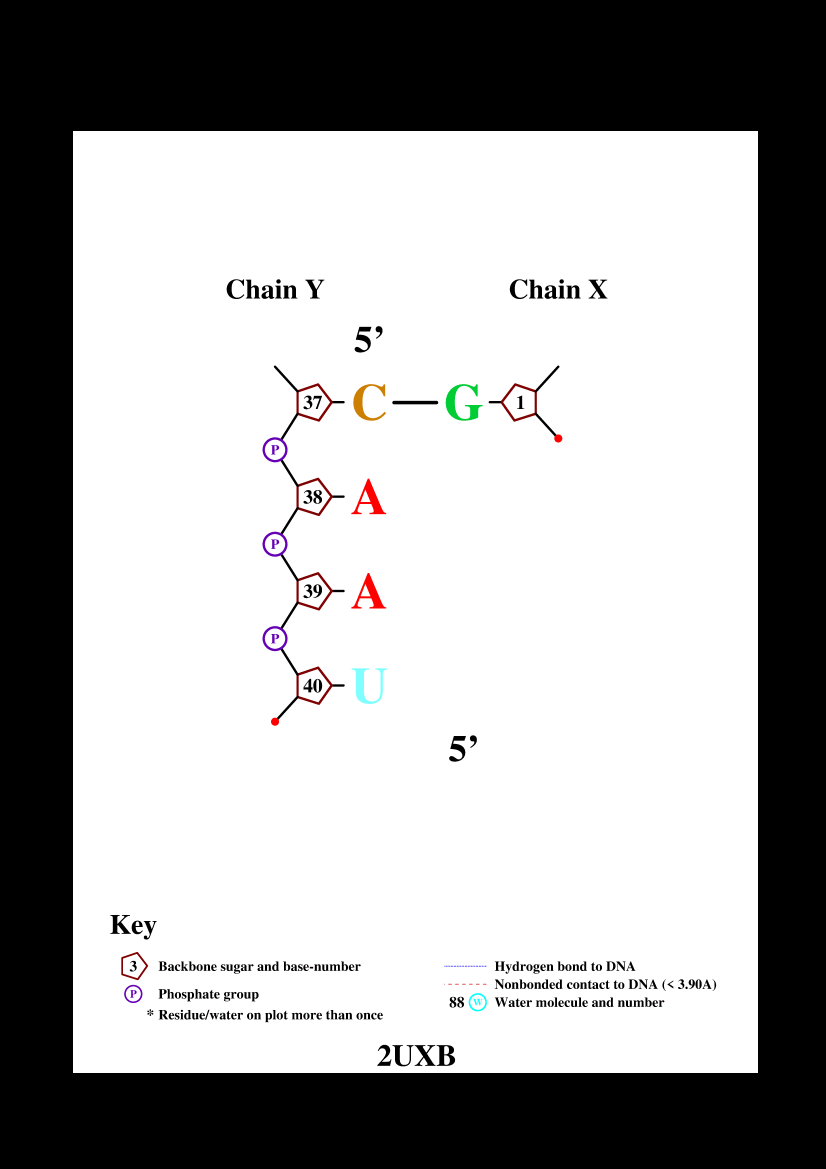 Chain Y Chain X
5’
37 C G 1
P
38 A
P
39 A
P
40 U
5’
Key
3 Backbone sugar and base-number
P Phosphate group
* Residue/water on plot more than once
Hydrogen bond to DNA
Nonbonded contact to DNA (< 3.90A)
88 W Water molecule and number
2UXB